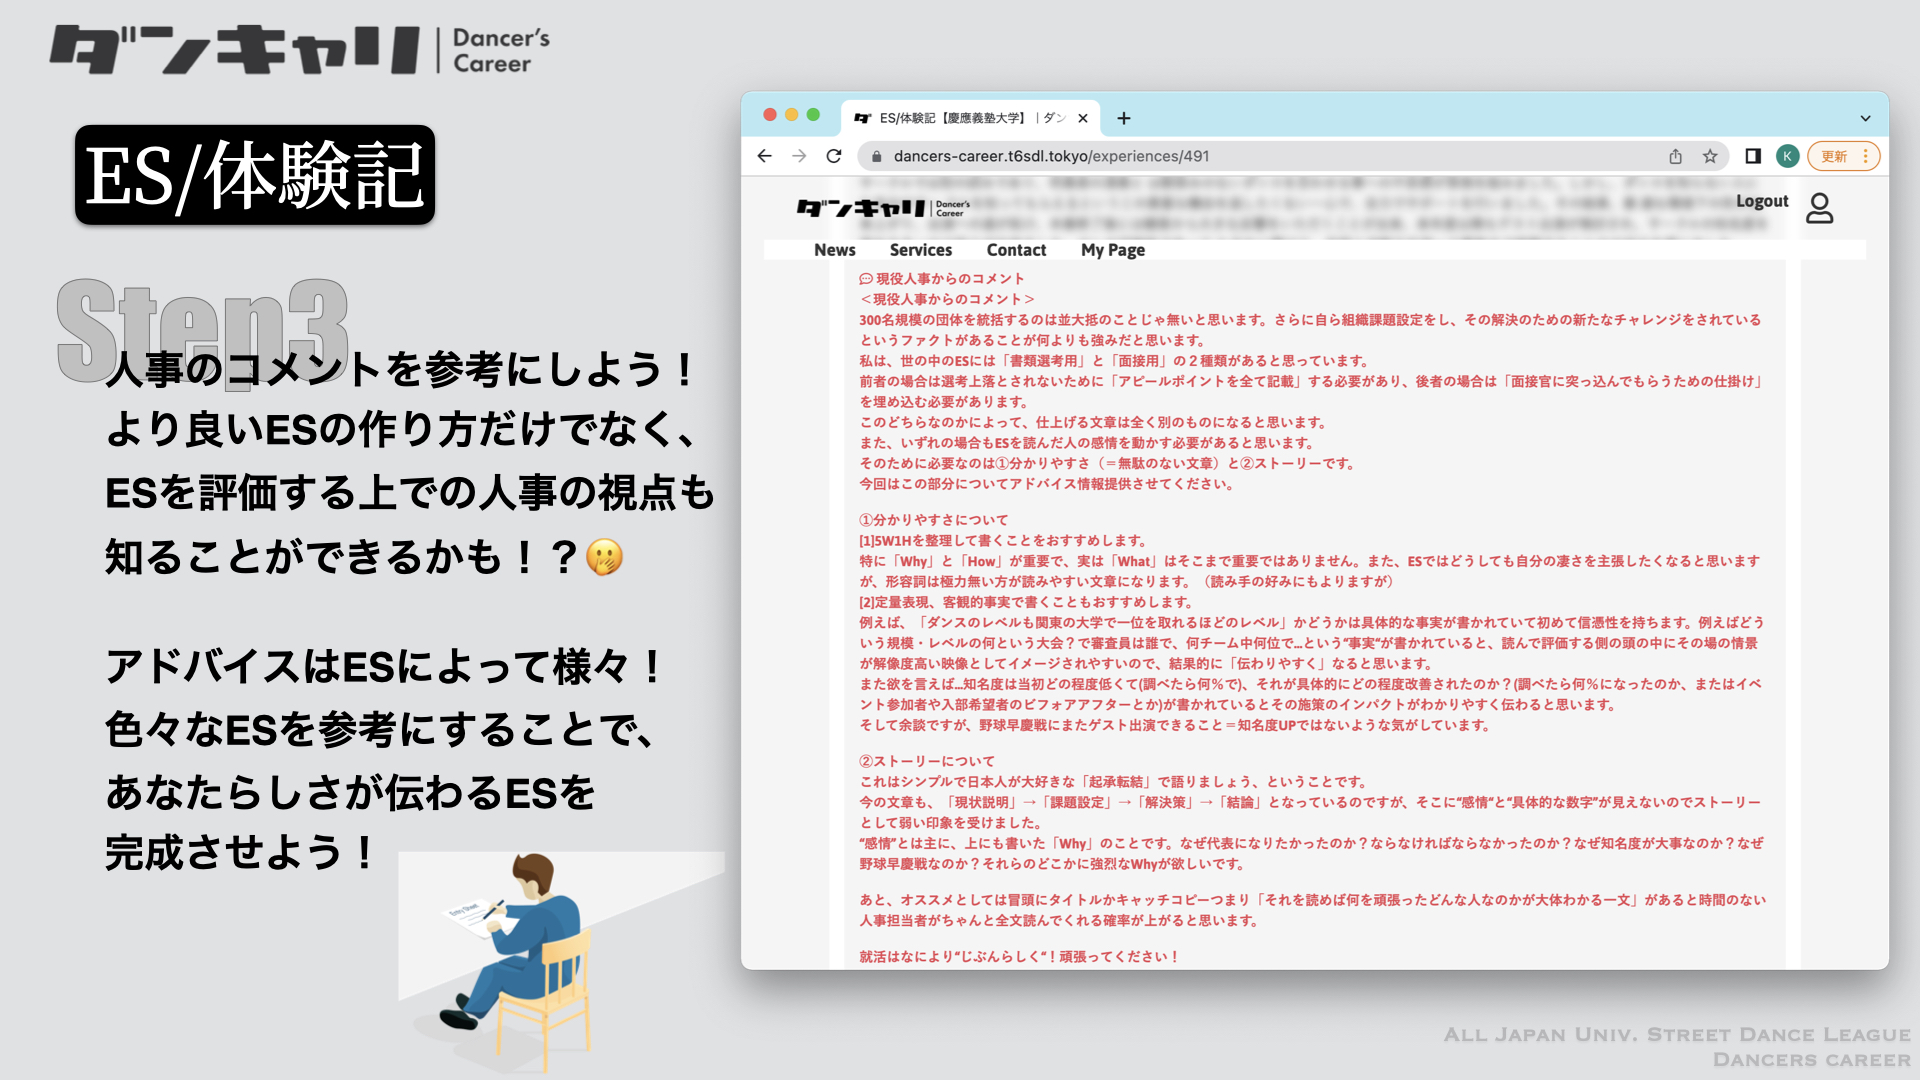 ダンキャリ Dancer's Career
ES/体験記
Step3
人事のコメントを参考にしよう！
より良いESの作り方だけでなく、
ESを評価する上での人事の視点も
知ることができるかも！？🫢
アドバイスはESによって様々！
色々なESを参考にすることで、
あなたらしさが伝わるESを
完成させよう！
Entry Sheet
ES/体験記【慶應義塾大学】｜ダン
dancers-career.t6sdl.tokyo/experiences/491
K
更新
ダンキャリ Dancer's Career
Logout
News Services Contact My Page
現役人事からのコメント
＜現役人事からのコメント＞
300名規模の団体を統括するのは並大抵のことじゃ無いと思います。さらに自ら組織課題設定をし、その解決のための新たなチャレンジをされている
というファクトがあることが何よりも強みだと思います。
私は、世の中のESには「書類選考用」と「面接用」の２種類があると思っています。
前者の場合は選考上落とされないために「アピールポイントを全て記載」する必要があり、後者の場合は「面接官に突っ込んでもらうための仕掛け」
を埋め込む必要があります。
このどちらなのかによって、仕上げる文章は全く別のものになると思います。
また、いずれの場合もESを読んだ人の感情を動かす必要があると思います。
そのために必要なのは①分かりやすさ（＝無駄のない文章）と②ストーリーです。
今回はこの部分についてアドバイス情報提供させてください。
①分かりやすさについて
[1]5W1Hを整理して書くことをおすすめします。
特に「Why」と「How」が重要で、実は「What」はそこまで重要ではありません。また、ESではどうしても自分の凄さを主張したくなると思います
が、形容詞は極力無い方が読みやすい文章になります。（読み手の好みにもよりますが）
[2]定量表現、客観的事実で書くこともおすすめします。
例えば、「ダンスのレベルも関東の大学で一位を取れるほどのレベル」かどうかは具体的な事実が書かれていて初めて信憑性を持ちます。例えばどう
いう規模・レベルの何という大会？で審査員は誰で、何チーム中何位で...という“事実“が書かれていると、読んで評価する側の頭の中にその場の情景
が解像度高い映像としてイメージされやすいので、結果的に「伝わりやすく」なると思います。
また欲を言えば...知名度は当初どの程度低くて(調べたら何％で)、それが具体的にどの程度改善されたのか？(調べたら何％になったのか、またはイベ
ント参加者や入部希望者のビフォアアフターとか)が書かれているとその施策のインパクトがわかりやすく伝わると思います。
そして余談ですが、野球早慶戦にまたゲスト出演できること＝知名度UPではないような気がしています。
②ストーリーについて
これはシンプルで日本人が大好きな「起承転結」で語りましょう、ということです。
今の文章も、「現状説明」→「課題設定」→「解決策」→「結論」となっているのですが、そこに“感情“と“具体的な数字”が見えないのでストーリー
として弱い印象を受けました。
“感情”とは主に、上にも書いた「Why」のことです。なぜ代表になりたかったのか？ならなければならなかったのか？なぜ知名度が大事なのか？なぜ
野球早慶戦なのか？それらのどこかに強烈なWhyが欲しいです。
あと、オススメとしては冒頭にタイトルかキャッチコピーつまり「それを読めば何を頑張ったどんな人なのかが大体わかる一文」があると時間のない
人事担当者がちゃんと全文読んでくれる確率が上がると思います。
就活はなにより“じぶんらしく“！頑張ってください！
All Japan Univ. Street Dance League
Dancers career